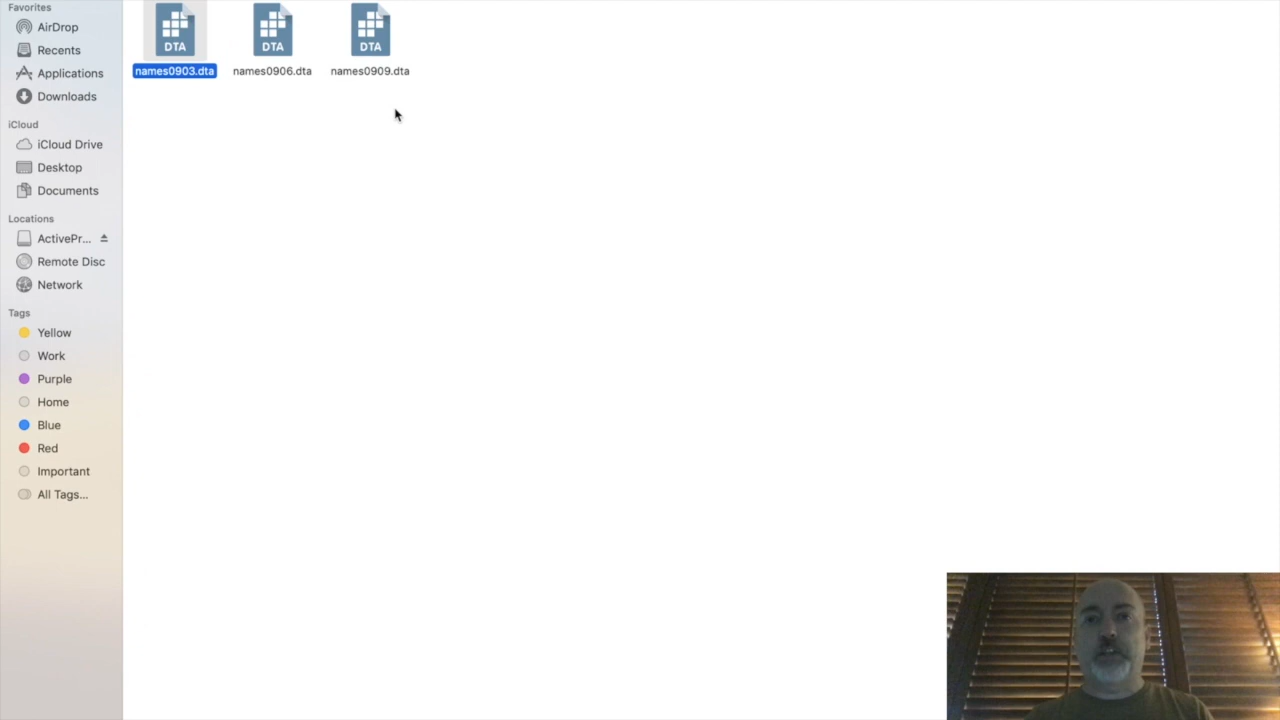 Favorites
AirDrop
Recents
Applications
Downloads
iCloud
iCloud Drive
Desktop
Documents
Locations
ActivePr...
Remote Disc
Network
Tags
Yellow
Work
Purple
Home
Blue
Red
Important
All Tags...
DTA
DTA
DTA
names0903.dta
names0906.dta
names0909.dta